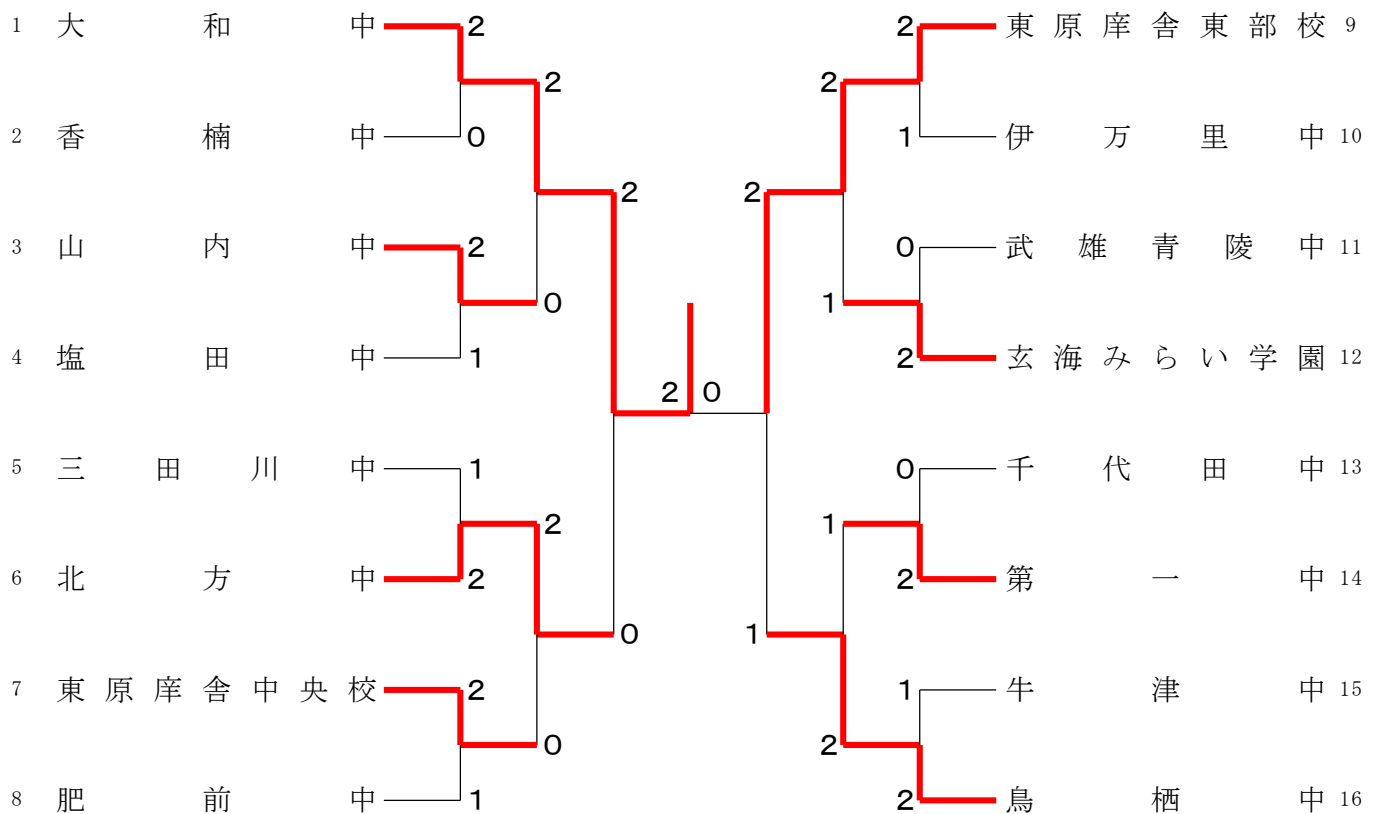 1 大和中 2 2 東原庠舎東部校 9
2 2
2 香楠中 0 1 伊万里中 10
2 2
3 山内中 2 0 武雄青陵中 11
0 1
4 塩田中 1 2 玄海みらい学園 12
2 0
5 三田川中 1 0 千代田中 13
2 1
6 北方中 2 2 第一中 14
0 1
7 東原庠舎中央校 2 1 牛津中 15
0 2
8 肥前中 1 2 鳥栖中 16